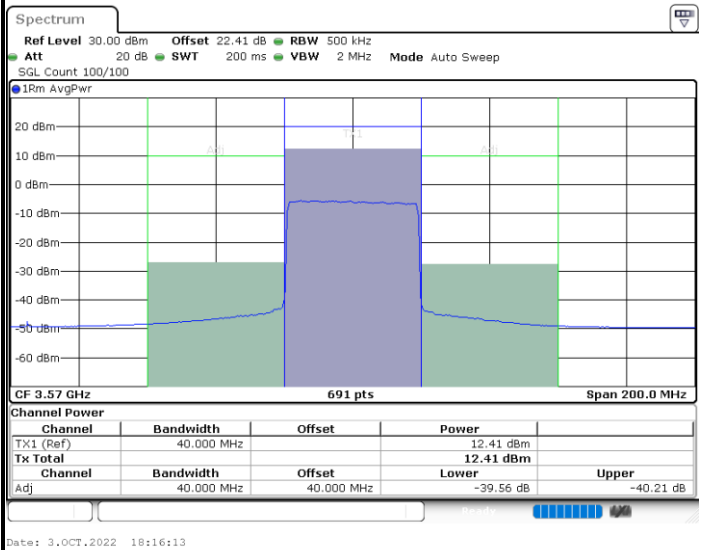 Spectrum
Ref Level 30.00 dBm Offset 22.41 dB RBW 500 kHz
Att 20 dB SWT 200 ms VBW 2 MHz Mode Auto Sweep
SGL Count 100/100
1Rm AvgPwr
20 dBm
TX1
10 dBm
Adj
Adj
0 dBm
-10 dBm
-20 dBm
-30 dBm
-40 dBm
-50 dBm
-60 dBm
CF 3.57 GHz 691 pts Span 200.0 MHz
Channel Power
Channel Bandwidth Offset Power
TX1 (Ref) 40.000 MHz 12.41 dBm
Tx Total 12.41 dBm
Channel Bandwidth Offset Lower Upper
Adj 40.000 MHz 40.000 MHz -39.56 dB -40.21 dB
Ready
Date: 3.OCT.2022 18:16:13